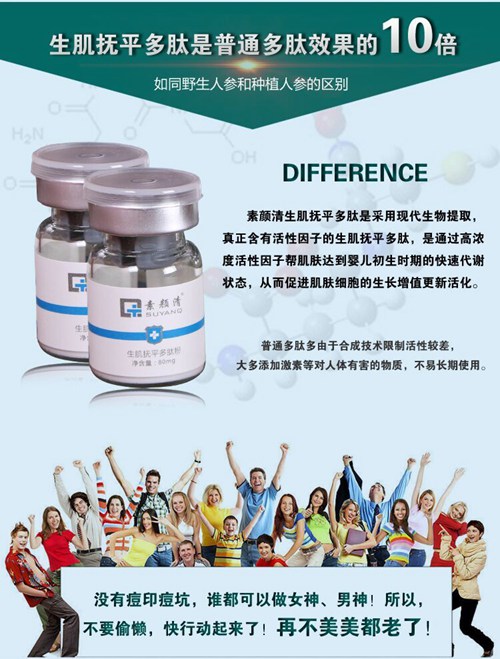 生肌抚平多肽是普通多肽效果的10倍
如同野生人参和种植人参的区别
H₂N
OH
DIFFERENCE
素颜清生肌抚平多肽是采用现代生物提取，
真正含有活性因子的生肌抚平多肽，是通过高浓
度活性因子帮肌肤达到婴儿初生时期的快速代谢
状态，从而促进肌肤细胞的生长增值更新活化。
普通多肽多由于合成技术限制活性较差，
大多添加激素等对人体有害的物质，不易长期使用。
素颜清
SUYANQ
生肌抚平多肽粉
净含量：60mg
没有痘印痘坑，谁都可以做女神、男神！所以，
不要偷懒，快行动起来了！再不美美都老了！